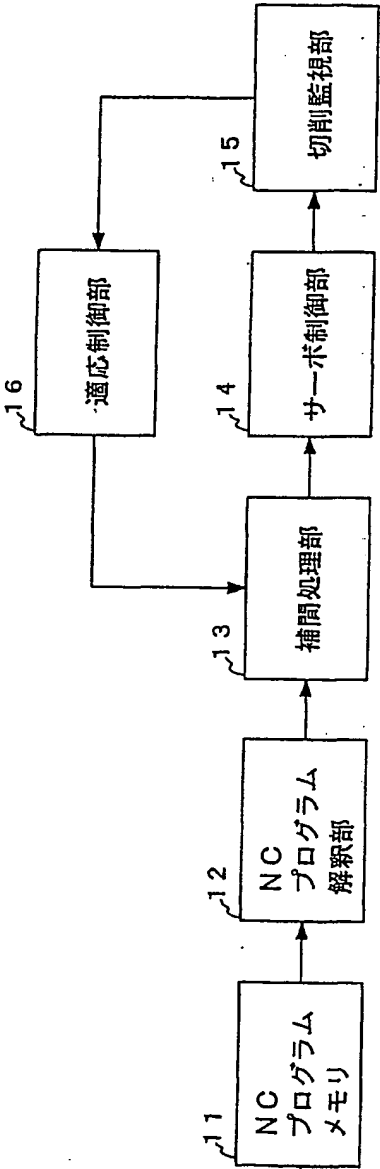 11
NC
プログラム
メモリ
12
NC
プログラム
解釈部
13
補間処理部
14
サーボ制御部
15
切削監視部
16
適応制御部